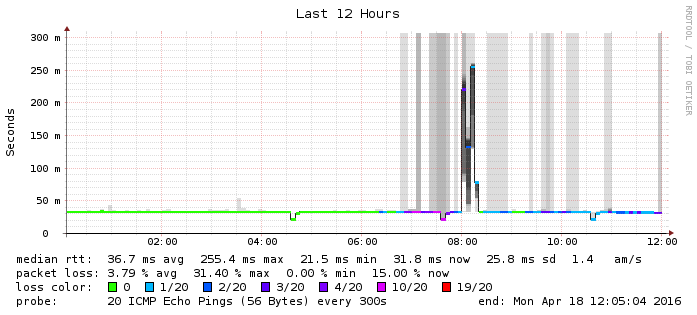 Last 12 Hours
RRDTOOL / TOBI OETIKER
Seconds
300 m
250 m
200 m
150 m
100 m
50 m
0
02:00 04:00 06:00 08:00 10:00 12:00
median rtt: 36.7 ms avg 255.4 ms max 21.5 ms min 31.8 ms now 25.8 ms sd 1.4 am/s
packet loss: 3.79 % avg 31.40 % max 0.00 % min 15.00 % now
loss color: 0 1/20 2/20 3/20 4/20 10/20 19/20
probe: 20 ICMP Echo Pings (56 Bytes) every 300s end: Mon Apr 18 12:05:04 2016